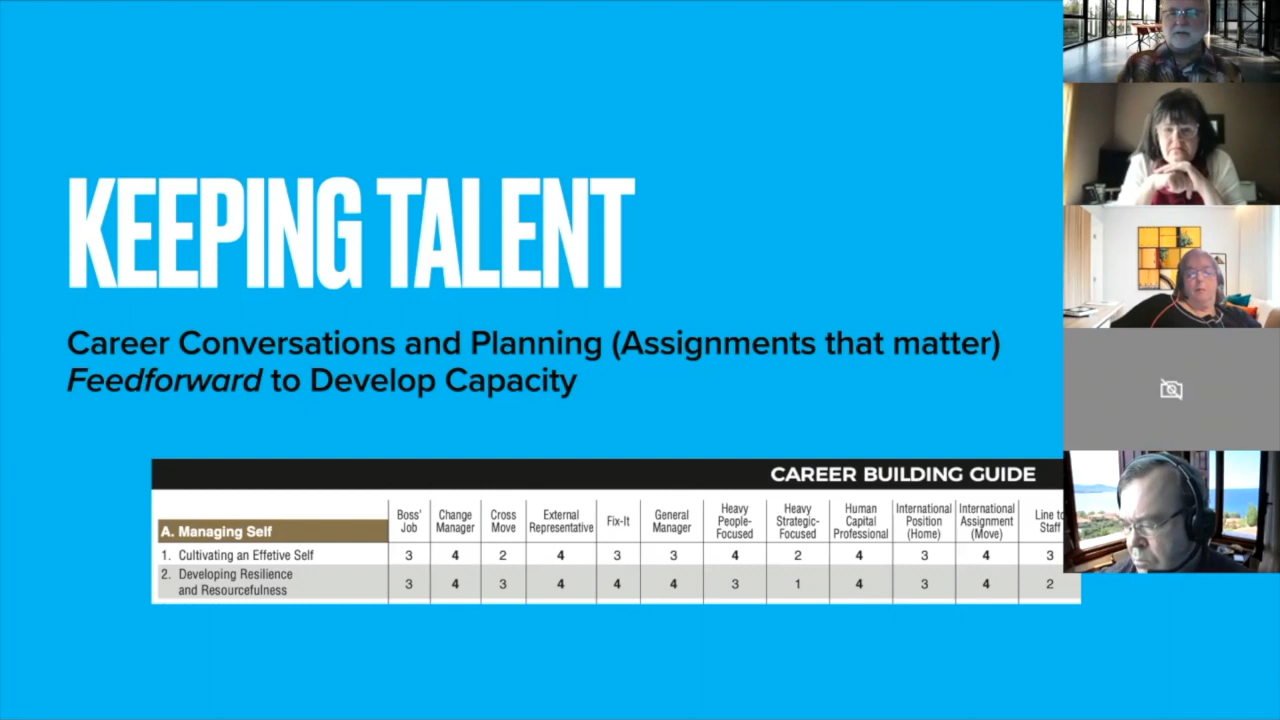 KEEPING TALENT
Career Conversations and Planning (Assignments that matter)
Feedforward to Develop Capacity
CAREER BUILDING GUIDE
A. Managing Self
Boss' Job
Change Manager
Cross Move
External Representative
Fix-It
General Manager
Heavy People-Focused
Heavy Strategic-Focused
Human Capital Professional
International Position (Home)
International Assignment (Move)
Line to Staff
1. Cultivating an Effetive Self 3 4 2 4 3 3 4 2 4 3 4 3
2. Developing Resilience and Resourcefulness 3 4 3 4 4 4 3 1 4 3 4 2